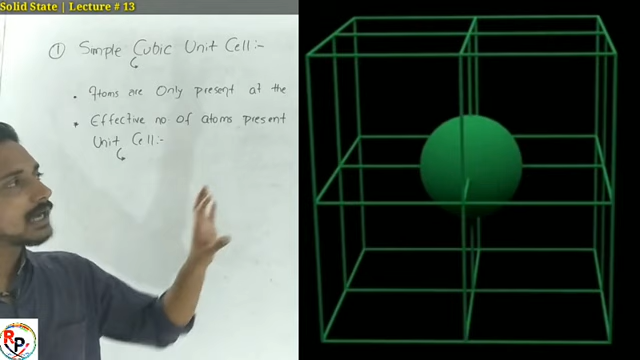 Solid State | Lecture # 13
① Simple Cubic Unit Cell:-
• Atoms are Only present at the
* Effective no of atoms present
Unit Cell:-
RP